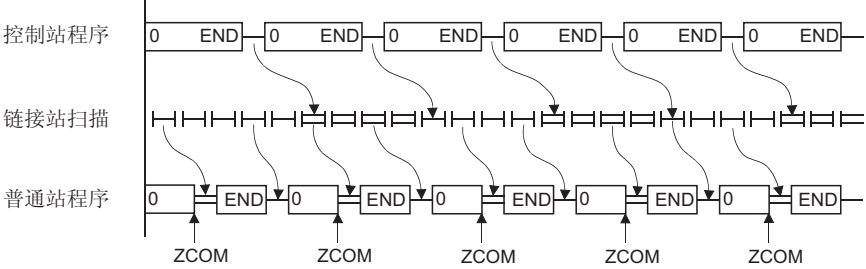 控制站程序 0 END 0 END 0 END 0 END 0 END 0 END
链接站扫描
普通站程序 0 END 0 END 0 END 0 END 0 END
ZCOM ZCOM ZCOM ZCOM ZCOM